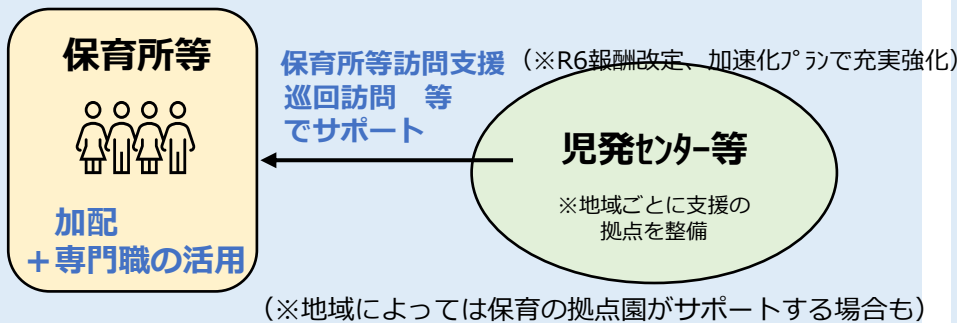 保育所等
加配
＋専門職の活用
保育所等訪問支援
巡回訪問　等
でサポート
（※R6報酬改定、加速化ﾌﾟﾗﾝで充実強化）
児発ｾﾝﾀｰ等
※地域ごとに支援の
拠点を整備
（※地域によっては保育の拠点園がサポートする場合も）